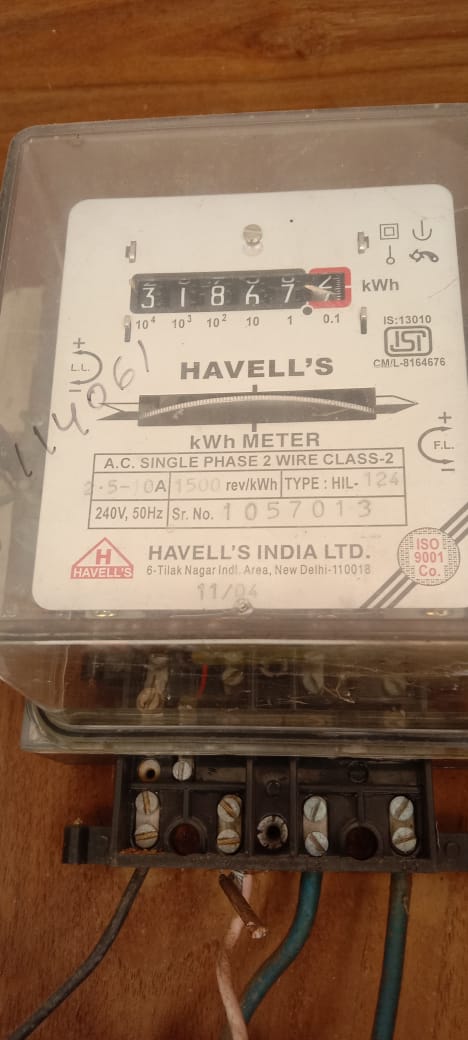 3 1 8 6 7
kWh
10⁴ 10³ 10² 10 1 0.1
IS:13010
ISI
CM/L-8164676
L.L.
+
-
114061
HAVELL'S
kWh METER
+
F.L.
-
A.C. SINGLE PHASE 2 WIRE CLASS-2
2.5-10A 1500 rev/kWh TYPE : HIL-124
240V, 50Hz Sr. No. 1057013
H
HAVELL'S
HAVELL'S INDIA LTD.
6-Tilak Nagar Indl. Area, New Delhi-110018
11/04
ISO
9001
Co.